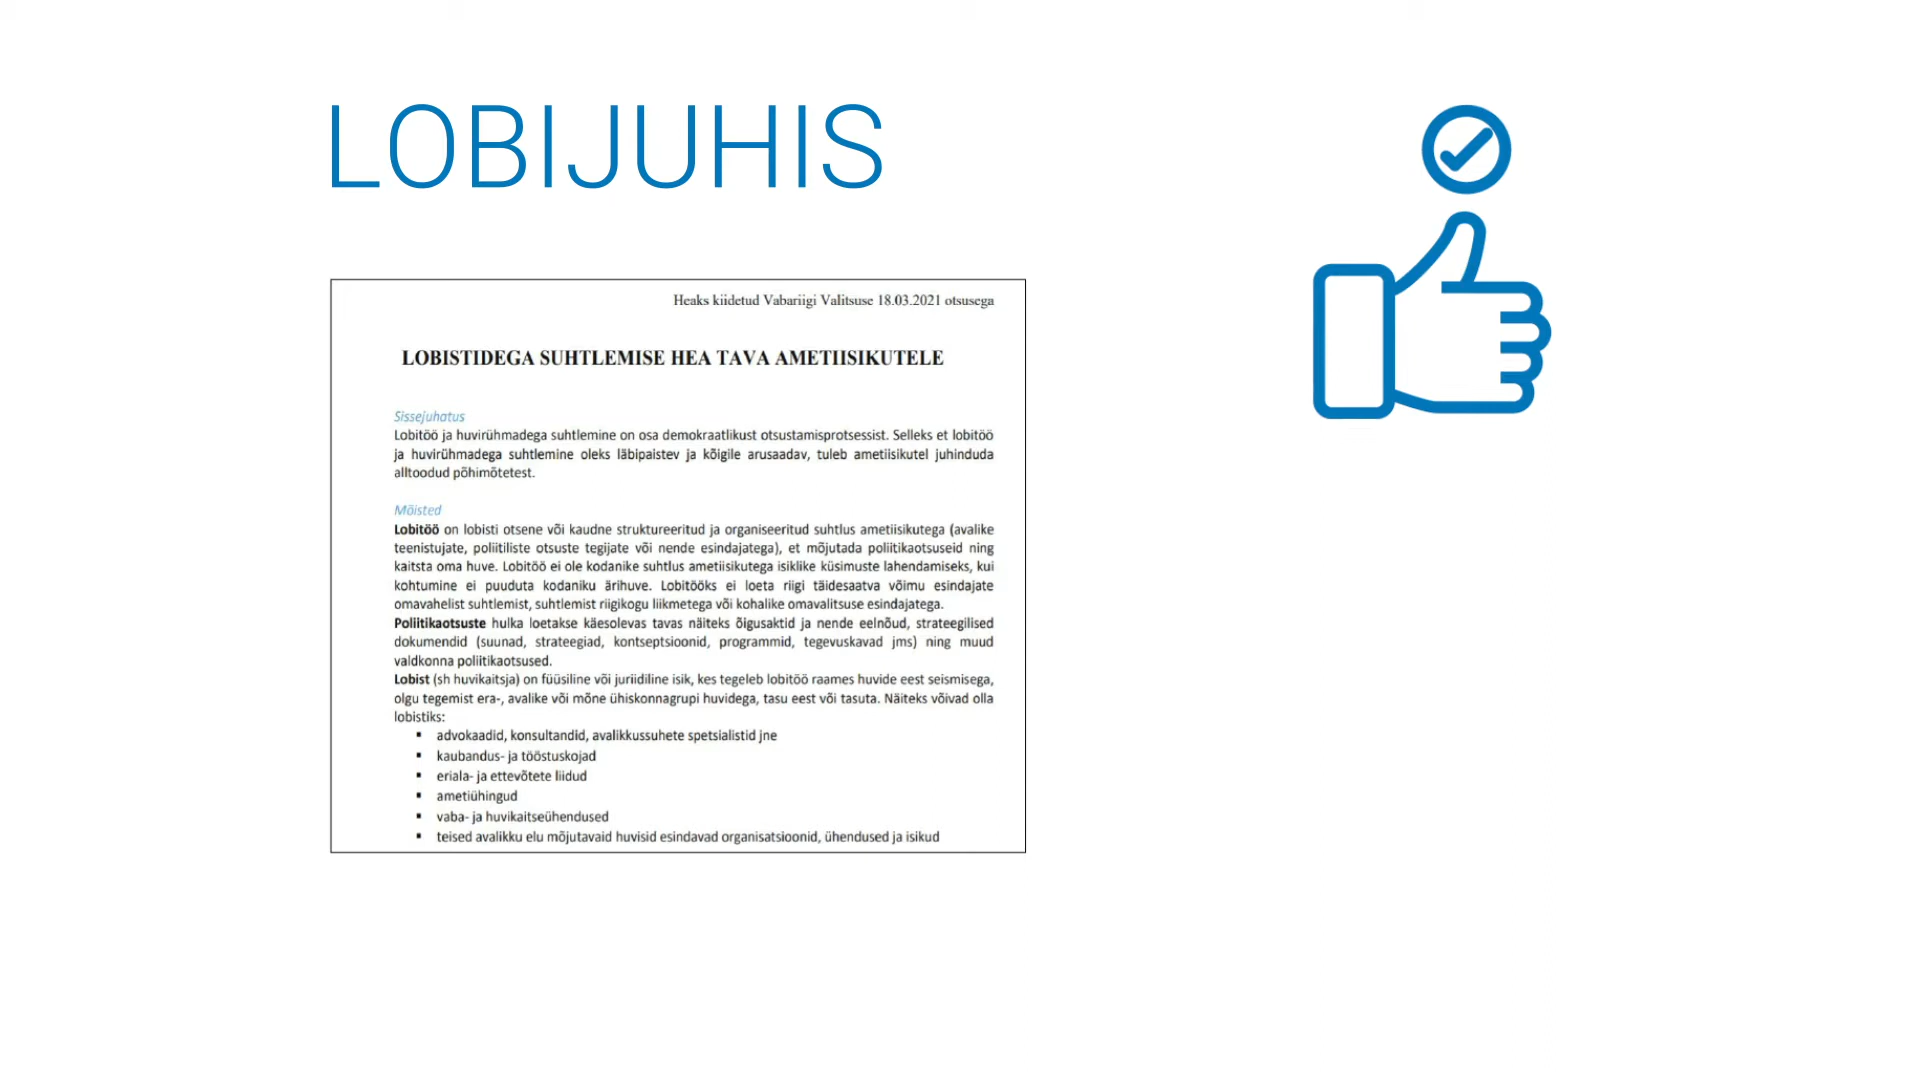 LOBIJUHIS
Heaks kiidetud Vabariigi Valitsuse 18.03.2021 otsusega
LOBISTIDEGA SUHTLEMISE HEA TAVA AMETIISIKUTELE
Sissejuhatus
Lobitöö ja huvirühmadega suhtlemine on osa demokraatlikust otsustamisprotsessist. Selleks et lobitöö
ja huvirühmadega suhtlemine oleks läbipaistev ja kõigile arusaadav, tuleb ametiisikutel juhinduda
alltoodud põhimõtetest.
Mõisted
Lobitöö on lobisti otsene või kaudne struktureeritud ja organiseeritud suhtlus ametiisikutega (avalike
teenistujate, poliitiliste otsuste tegijate või nende esindajatega), et mõjutada poliitikaotsuseid ning
kaitsta oma huve. Lobitöö ei ole kodanike suhtlus ametiisikutega isiklike küsimuste lahendamiseks, kui
kohtumine ei puuduta kodaniku ärihuve. Lobitööks ei loeta riigi täidesaatva võimu esindajate
omavahelist suhtlemist, suhtlemist riigikogu liikmetega või kohalike omavalitsuse esindajatega.
Poliitikaotsuste hulka loetakse käesolevas tavas näiteks õigusaktid ja nende eelnõud, strateegilised
dokumendid (suunad, strateegiad, kontseptsioonid, programmid, tegevuskavad jms) ning muud
valdkonna poliitikaotsused.
Lobist (sh huvikaitsja) on füüsiline või juriidiline isik, kes tegeleb lobitöö raames huvide eest seismisega,
olgu tegemist era-, avalike või mõne ühiskonnagrupi huvidega, tasu eest või tasuta. Näiteks võivad olla
lobistiks:
▪ advokaadid, konsultandid, avalikkussuhete spetsialistid jne
▪ kaubandus- ja tööstuskojad
▪ eriala- ja ettevõtete liidud
▪ ametiühingud
▪ vaba- ja huvikaitseühendused
▪ teised avalikku elu mõjutavaid huvisid esindavad organisatsioonid, ühendused ja isikud